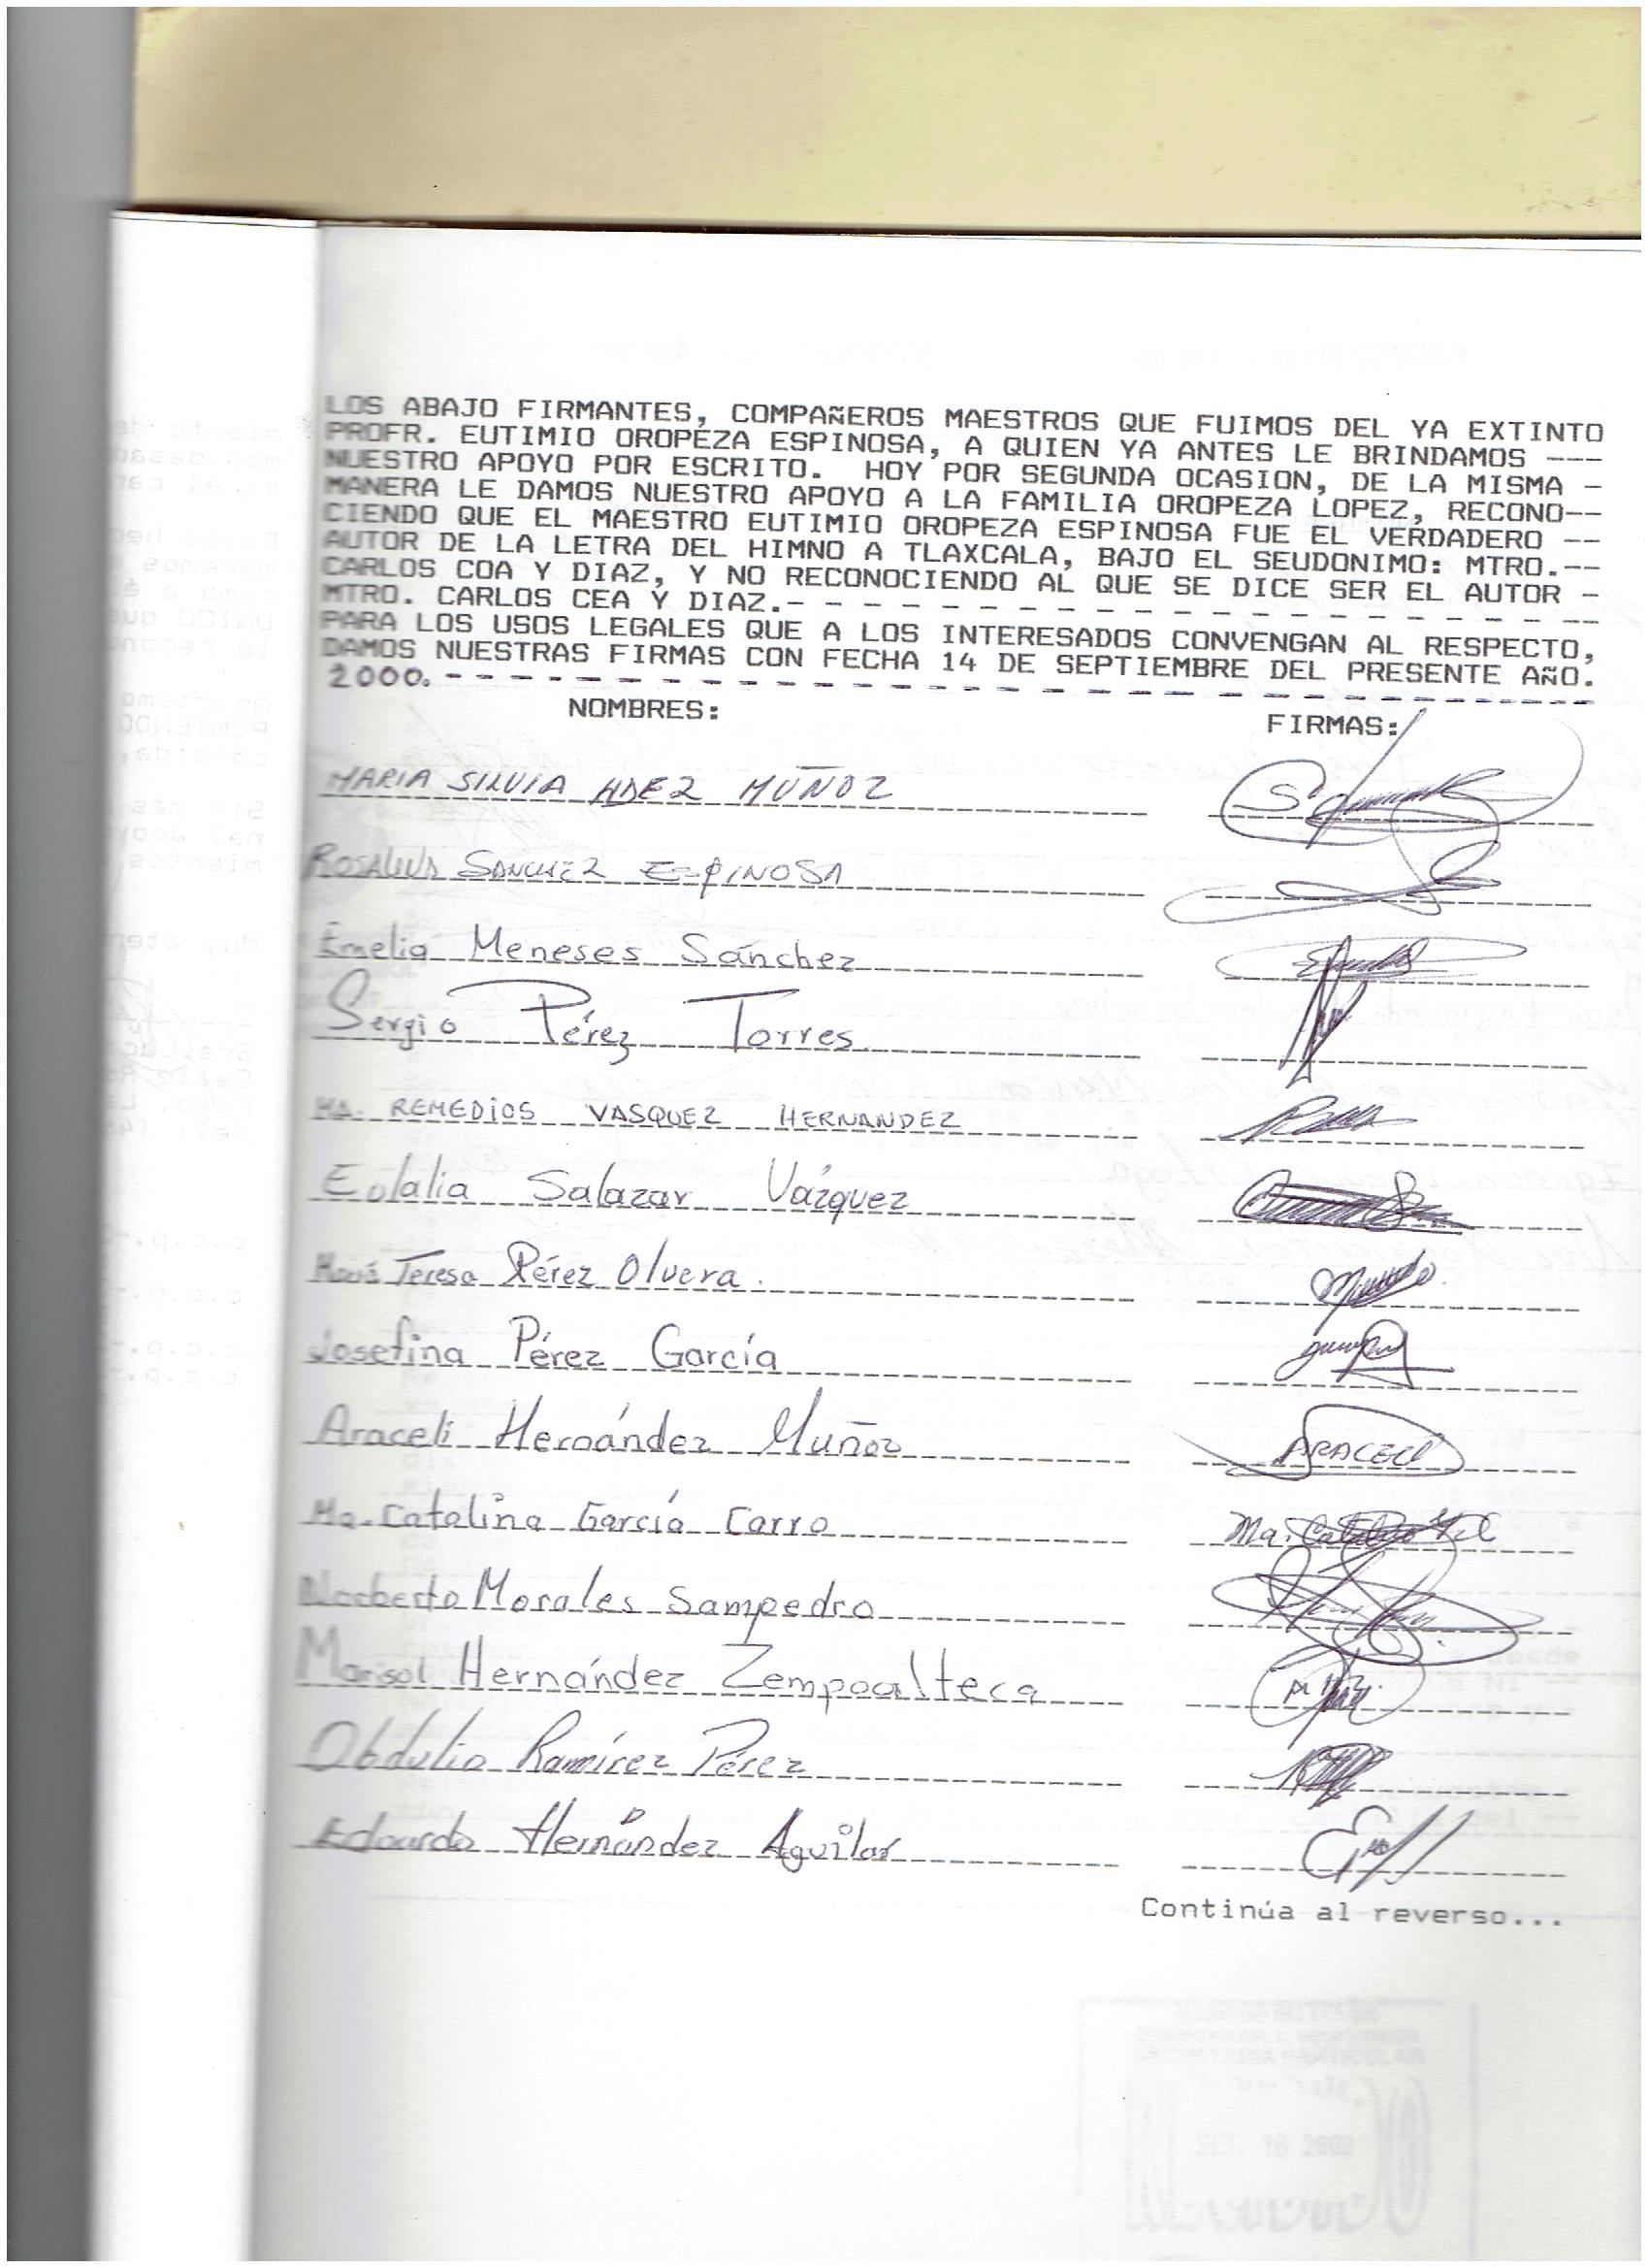 LOS ABAJO FIRMANTES, COMPAÑEROS MAESTROS QUE FUIMOS DEL YA EXTINTO
PROFR. EUTIMIO OROPEZA ESPINOSA, A QUIEN YA ANTES LE BRINDAMOS ---
NUESTRO APOYO POR ESCRITO. HOY POR SEGUNDA OCASION, DE LA MISMA -
MANERA LE DAMOS NUESTRO APOYO A LA FAMILIA OROPEZA LOPEZ, RECONO--
CIENDO QUE EL MAESTRO EUTIMIO OROPEZA ESPINOSA FUE EL VERDADERO --
AUTOR DE LA LETRA DEL HIMNO A TLAXCALA, BAJO EL SEUDONIMO: MTRO.--
CARLOS COA Y DIAZ, Y NO RECONOCIENDO AL QUE SE DICE SER EL AUTOR -
MTRO. CARLOS CEA Y DIAZ.- - - - - - - - - - - - - - - - - - - - --
PARA LOS USOS LEGALES QUE A LOS INTERESADOS CONVENGAN AL RESPECTO,
DAMOS NUESTRAS FIRMAS CON FECHA 14 DE SEPTIEMBRE DEL PRESENTE AÑO.
2000.- - - - - - - - - - - - - - - - - - - - - - - - - - - - - - -
NOMBRES: FIRMAS:
MARIA SILVIA HDEZ MUÑOZ
ROSALINA SANCHEZ ESPINOSA
Emelia Meneses Sánchez
Sergio Pérez Torres
MA. REMEDIOS VASQUEZ HERNANDEZ
Eulalia Salazar Vázquez
María Teresa Pérez Olvera.
Josefina Pérez García
Araceli Hernández Muñoz ARACELI
Ma. Catalina García Carro
Norberto Morales Sampedro
Marisol Hernández Zempoalteca
Obdulio Ramírez Pérez
Eduardo Hernández Aguilar
Continúa al reverso...